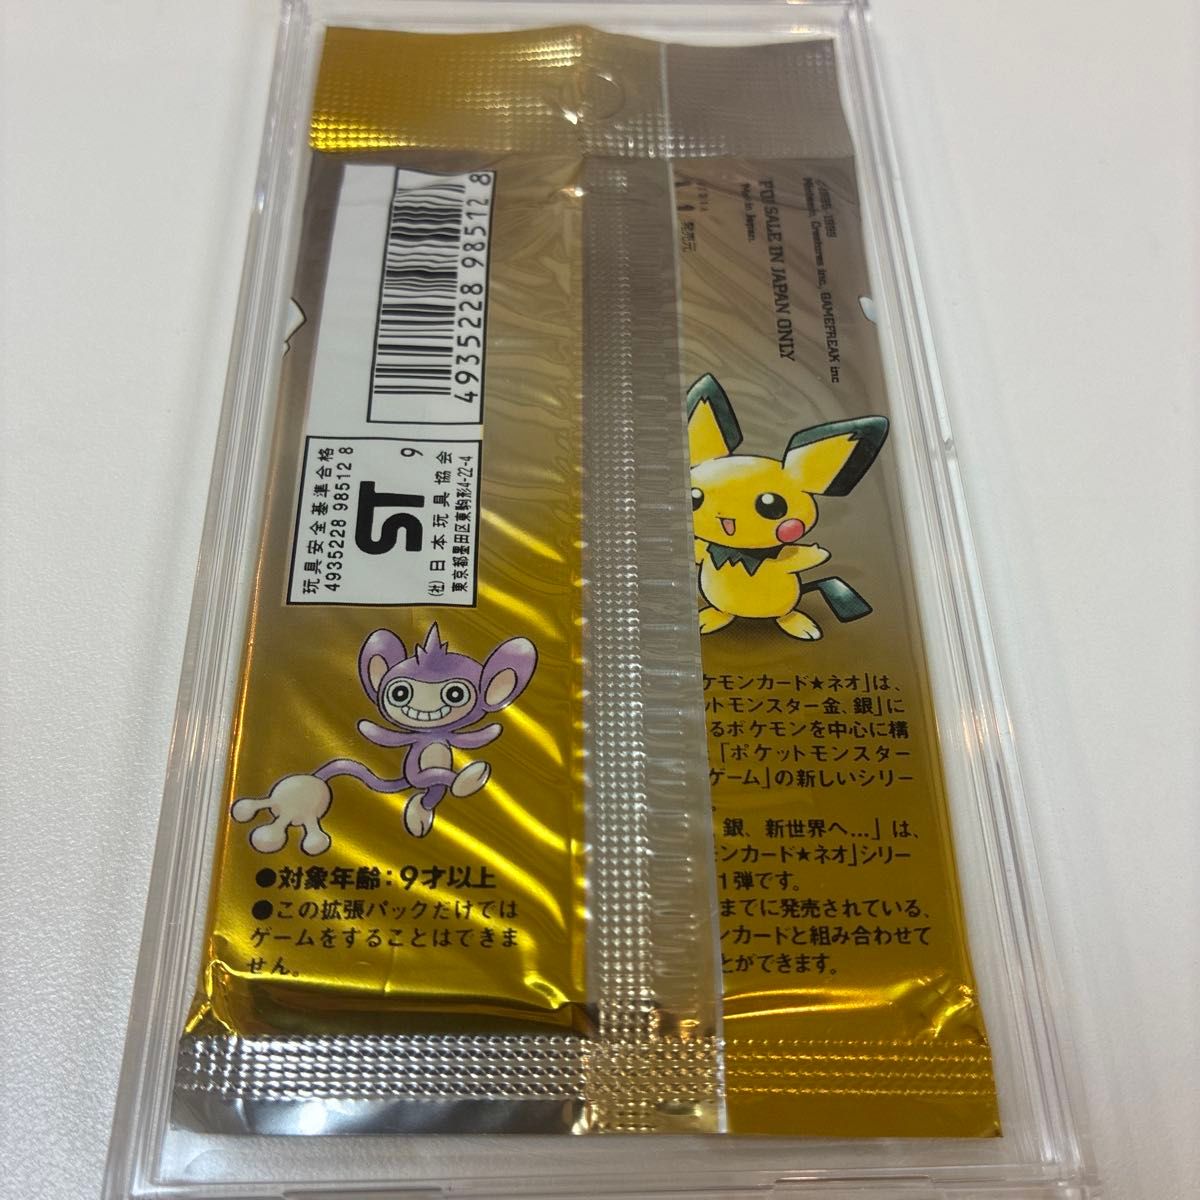 4935228 98512 8
玩具安全基準合格
4935228 98512 8
ST
9
(社)日本玩具協会
東京都墨田区東駒形4-22-4
●対象年齢:9才以上
●この拡張パックだけでは
ゲームをすることはできま
せん。
1995-1999
Nintendo, Creatures inc., GAMEFREAK inc
SALE IN JAPAN ONLY
in Japan.
発売元
ケモンカード★ネオ」は、
ットモンスター金、銀」に
るポケモンを中心に構
「ポケットモンスター
ゲーム」の新しいシリー
。
銀、新世界へ...」は、
モンカード★ネオ」シリー
1弾です。
までに発売されている、
ンカードと組み合わせて
とができます。